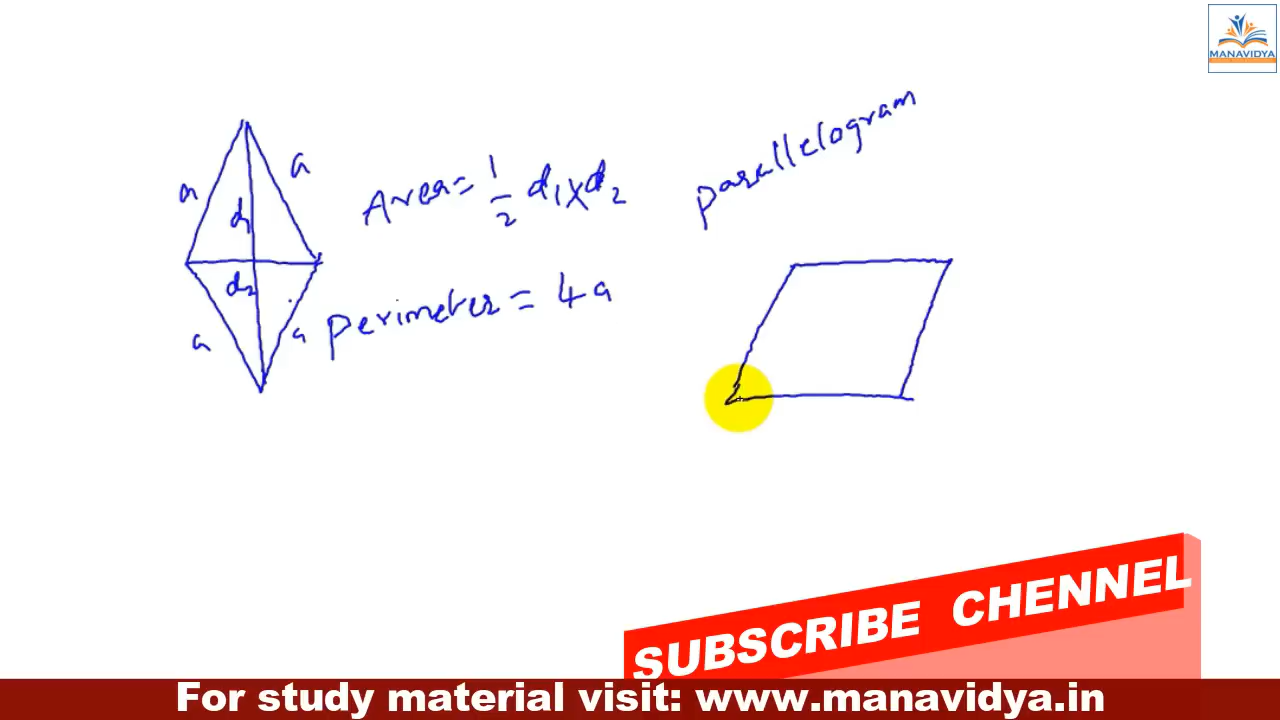 MANAVIDYA
parallelogram
a
a
d1
Area = 1/2 d1 x d2
d2
Perimeter = 4a
a
a
SUBSCRIBE CHENNEL
For study material visit: www.manavidya.in